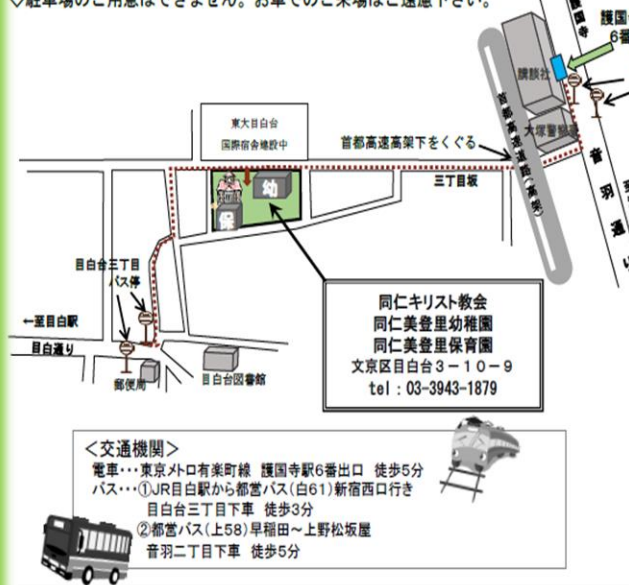 ◇駐車場のご用意はできません。お車でのご来場はご遠慮下さい。
護国寺
護国
6番
講談社
大塚警察署
東大目白台
国際宿舎建設中
首都高速高架下をくぐる
首都高速道路(高架)
三丁目坂
音羽通り
幼
保
目白台三丁目
バス停
←至目白駅
目白通り
郵便局
目白台図書館
同仁キリスト教会
同仁美登里幼稚園
同仁美登里保育園
文京区目白台3－10－9
tel：03-3943-1879
＜交通機関＞
電車･･･東京メトロ有楽町線 護国寺駅6番出口 徒歩5分
バス･･･①JR目白駅から都営バス(白61)新宿西口行き
目白台三丁目下車 徒歩3分
②都営バス(上58)早稲田～上野松坂屋
音羽二丁目下車 徒歩5分